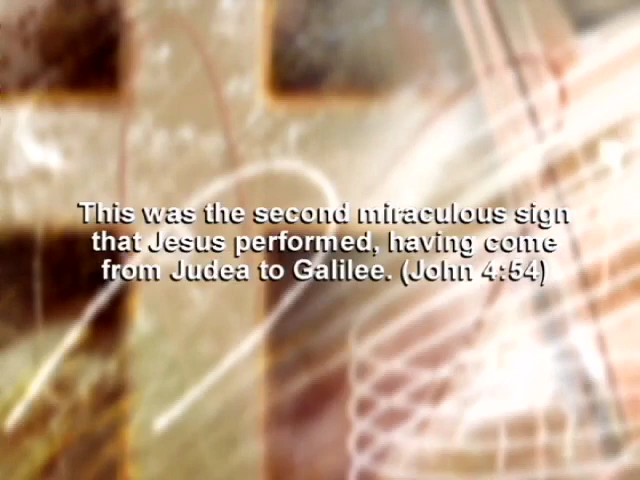 This was the second miraculous sign
that Jesus performed, having come
from Judea to Galilee. (John 4:54)